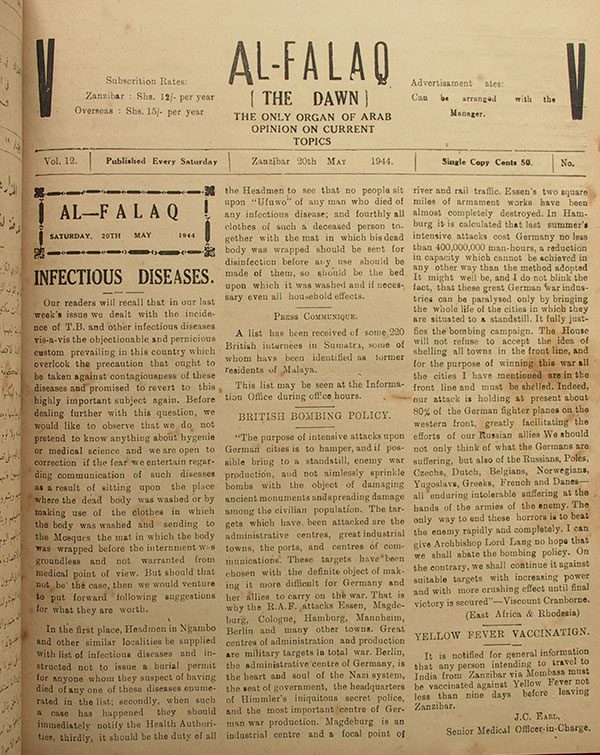 V
Subscrition Rates:
Zanzibar : Shs. 12/- per year
Overseas : Shs. 15/- per year
AL-FALAQ
{ THE DAWN }
THE ONLY ORGAN OF ARAB
OPINION ON CURRENT
TOPICS
Advertisament ates:
Can be arranged with the
Manager.
V
Vol. 12. | Published Every Saturday | Zanzibar 20th MAY 1944. | Single Copy Cents 50. | No.
AL—FALAQ
SATURDAY, 20TH MAY 1944
INFECTIOUS DISEASES.
Our readers will recall that in our last
week's issue we dealt with the incide-
nce of T.B. and other infectious diseases
vis-a-vis the objectionable and pernicious
custom prevailing in this country which
overlook the precaution that ought to
be taken against contagiousness of these
diseases and promised to revert to this
highly important subject again. Before
dealing further with this question, we
would like to observe that we do not
pretend to know anything about hygenie
or medical science and we are open to
correction if the fear we entertain regar-
ding communication of such diseases
as a result of sitting upon the place
where the dead body was washed or by
making use of the clothes in which
the body was washed and sending to
the Mosques the mat in which the body
was wrapped before the internment was
groundless and not warranted from
medical point of view. But should that
not be the case, then we would venture
to put forward following suggestions
for what they are worth.
In the first place, Headmen in Ngambo
and other similar localities be supplied
with list of infectious diseases and in-
structed not to issue a burial permit
for anyone whom they suspect of having
died of any one of these diseases enume-
rated in the list; secondly, when such
a case has happened they should
immediately notify the Health Authori-
ties, thirdly, it should be the duty of all
the Headmen to see that no people sit
upon "Ufuwo" of any man who died of
any infectious disease; and fourthly all
clothes of such a deceased person to-
gether with the mat in which his dead
body was wrapped should be sent for
disinfection before any use should be
made of them, so should be the bed
upon which it was washed and if neces-
sary even all household effects.
PRESS COMMUNIQUE.
A list has been received of some 220
British internees in Sumatra, some of
whom havs been identified as former
residents of Malaya.
This list may be seen at the Informa-
tion Office during office hours.
BRITISH BOMBING POLICY.
"The purpose of intensive attacks upon
German cities is to hamper, and if pos-
sible bring to a standstill, enemy war
production, and not aimlessly sprinkle
bombs with the object of damaging
ancient monuments and spreading damage
among the civilian population. The tar-
gets which have been attacked are the
administrative centres, great industrial
towns, the ports, and centres of com-
munications. These targets have been
chosen with the definite object of mak-
ing it more difficult for Germany and
her allies to carry on the war. That is
why the R.A.F. attacks Essen, Magde-
burg, Cologne, Hamburg, Mannheim,
Berlin and many other towns. Great
centres of administration and production
are military targets in total war. Berlin,
the administrative centre of Germany, is
the heart and soul of the Nazi system,
the seat of government, the headquarters
of Himmler's iniquitous secret police,
and the most important centre of Ger-
man war production. Magdeburg is an
industrial centre and a focal point of
river and rail traffic. Essen's two square
miles of armament works have been
almost completely destroyed. In Ham-
burg it is calculated that last summer's
intensive attacks cost Germany no less
than 400,000,000 man-hours, a reduction
in capacity which cannot be achieved in
any other way than the method adopted
It might well be, and I do not blink the
fact, that these great German war indus-
tries can be paralysed only by bringing
the whole life of the cities in which they
are situated to a standstill. It fully just-
fies the bombing campaign. The House
will not refuse to accept the idea of
shelling all towns in the front line, and
for the purpose of winning this war all
the cities I have mentioned are in the
front line and must be shelled. Indeed,
our attack is holding at present about
80% of the German fighter planes on the
western front, greatly facilitating the
efforts of our Russian allies We should
not only think of what the Germans are
suffering, but also of the Russians, Poles,
Czechs, Dutch, Belgians, Norwegians,
Yugoslavs, Greeks, French and Danes—
all enduring intolerable suffering at the
hands of the armies of the enemy. The
only way to end these horrors is to beat
the enemy rapidly and completely. I can
give Archbishop Lord Lang no hope that
we shall abate the bombing policy. On
the contrary, we shall continue it against
suitable targets with increasing power
and with more crushing effect until final
victory is secured"—Viscount Cranborne.
(East Africa & Rhodesia)
YELLOW FEVER VACCINATION.
It is notified for general information
that any person intending to travel to
India from Zanzibar via Mombasa must
be vaccinated against Yellow Fever not
less than nine days before leaving
Zanzibar.
J.C. EARL,
Senior Medical Officer-in-Charge.